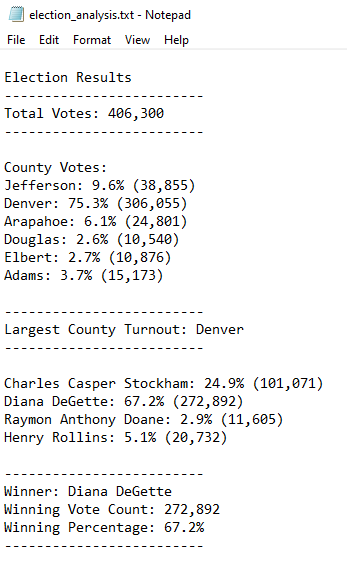 election_analysis.txt - Notepad
File Edit Format View Help
Election Results
-------------------------
Total Votes: 406,300
-------------------------
County Votes:
Jefferson: 9.6% (38,855)
Denver: 75.3% (306,055)
Arapahoe: 6.1% (24,801)
Douglas: 2.6% (10,540)
Elbert: 2.7% (10,876)
Adams: 3.7% (15,173)
-------------------------
Largest County Turnout: Denver
-------------------------
Charles Casper Stockham: 24.9% (101,071)
Diana DeGette: 67.2% (272,892)
Raymon Anthony Doane: 2.9% (11,605)
Henry Rollins: 5.1% (20,732)
-------------------------
Winner: Diana DeGette
Winning Vote Count: 272,892
Winning Percentage: 67.2%
-------------------------